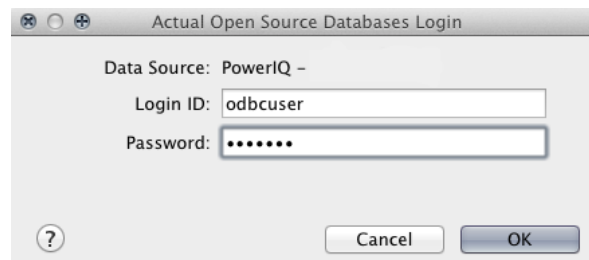 Actual Open Source Databases Login
Data Source: PowerIQ –
Login ID: odbcuser
Password: •••••••
? Cancel OK